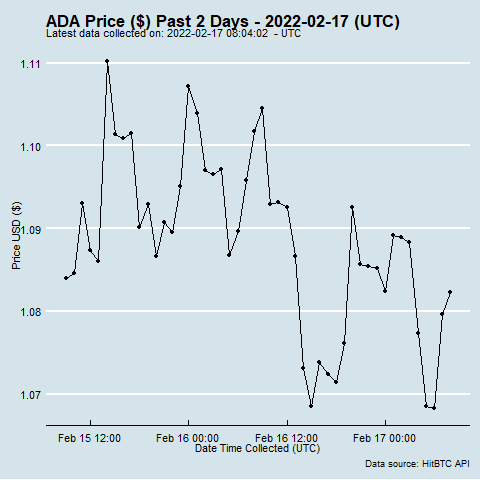 ADA Price ($) Past 2 Days - 2022-02-17 (UTC)
Latest data collected on: 2022-02-17 08:04:02 - UTC
Price USD ($)
1.11
1.10
1.09
1.08
1.07
Feb 15 12:00 Feb 16 00:00 Feb 16 12:00 Feb 17 00:00
Date Time Collected (UTC)
Data source: HitBTC API